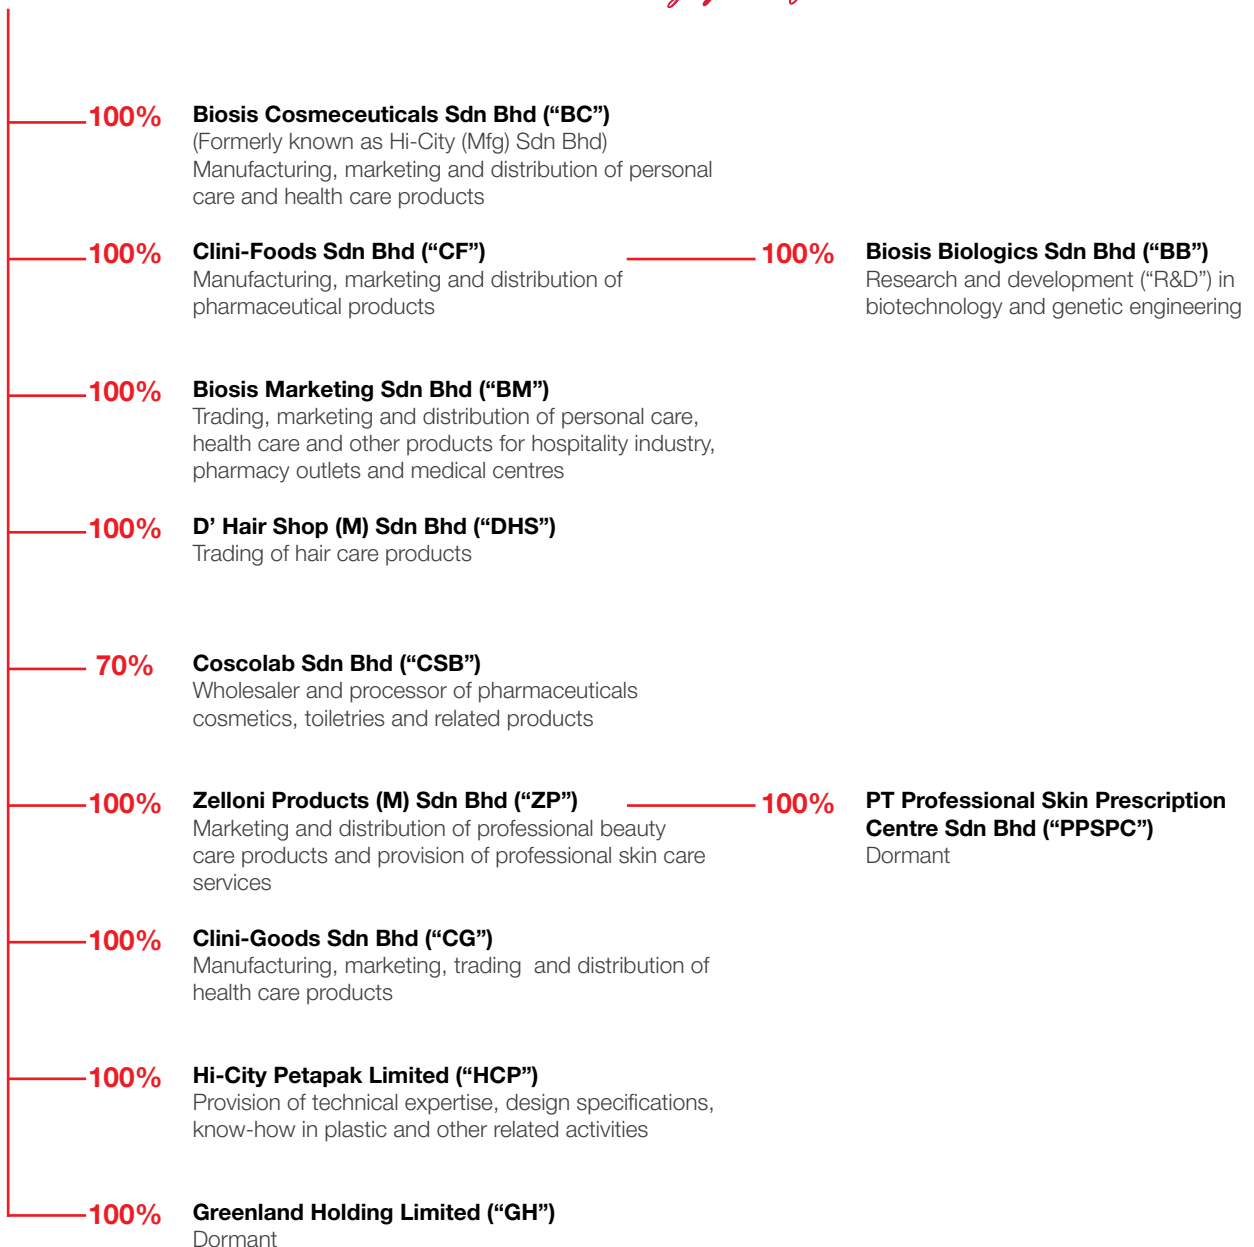 100%
Biosis Cosmeceuticals Sdn Bhd (“BC”)
(Formerly known as Hi-City (Mfg) Sdn Bhd)
Manufacturing, marketing and distribution of personal
care and health care products
100%
Clini-Foods Sdn Bhd (“CF”)
Manufacturing, marketing and distribution of
pharmaceutical products
100%
Biosis Biologics Sdn Bhd (“BB”)
Research and development (“R&D”) in
biotechnology and genetic engineering
100%
Biosis Marketing Sdn Bhd (“BM”)
Trading, marketing and distribution of personal care,
health care and other products for hospitality industry,
pharmacy outlets and medical centres
100%
D’ Hair Shop (M) Sdn Bhd (“DHS”)
Trading of hair care products
70%
Coscolab Sdn Bhd (“CSB”)
Wholesaler and processor of pharmaceuticals
cosmetics, toiletries and related products
100%
Zelloni Products (M) Sdn Bhd (“ZP”)
Marketing and distribution of professional beauty
care products and provision of professional skin care
services
100%
PT Professional Skin Prescription
Centre Sdn Bhd (“PPSPC”)
Dormant
100%
Clini-Goods Sdn Bhd (“CG”)
Manufacturing, marketing, trading  and distribution of
health care products
100%
Hi-City Petapak Limited (“HCP”)
Provision of technical expertise, design specifications,
know-how in plastic and other related activities
100%
Greenland Holding Limited (“GH”)
Dormant